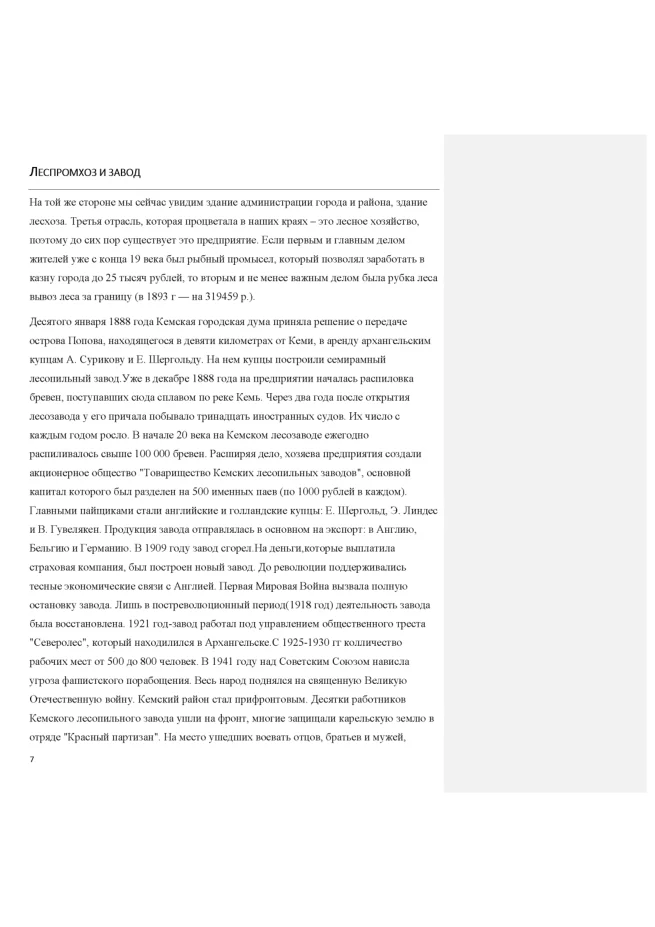 Леспромхоз и завод
На той же стороне мы сейчас увидим здание администрации города и района, здание
лесхоза. Третья отрасль, которая процветала в наших краях – это лесное хозяйство,
поэтому до сих пор существует это предприятие. Если первым и главным делом
жителей уже с конца 19 века был рыбный промысел, который позволял заработать в
казну города до 25 тысяч рублей, то вторым и не менее важным делом была рубка леса
вывоз леса за границу (в 1893 г — на 319459 р.).
Десятого января 1888 года Кемская городская дума приняла решение о передаче
острова Попова, находящегося в девяти километрах от Кеми, в аренду архангельским
купцам А. Сурикову и Е. Шергольду. На нем купцы построили семирамный
лесопильный завод.Уже в декабре 1888 года на предприятии началась распиловка
бревен, поступавших сюда сплавом по реке Кемь. Через два года после открытия
лесозавода у его причала побывало тринадцать иностранных судов. Их число с
каждым годом росло. В начале 20 века на Кемском лесозаводе ежегодно
распиливалось свыше 100 000 бревен. Расширяя дело, хозяева предприятия создали
акционерное общество "Товарищество Кемских лесопильных заводов", основной
капитал которого был разделен на 500 именных паев (по 1000 рублей в каждом).
Главными пайщиками стали английские и голландские купцы: Е. Шергольд, Э. Линдес
и В. Гувелякен. Продукция завода отправлялась в основном на экспорт: в Англию,
Бельгию и Германию. В 1909 году завод сгорел.На деньги,которые выплатила
страховая компания, был построен новый завод. До революции поддерживались
тесные экономические связи с Англией. Первая Мировая Война вызвала полную
остановку завода. Лишь в постреволюционный период(1918 год) деятельность завода
была восстановлена. 1921 год-завод работал под управлением общественного треста
"Северолес", который находилился в Архангельске.С 1925-1930 гг колличество
рабочих мест от 500 до 800 человек. В 1941 году над Советским Союзом нависла
угроза фашистского порабощения. Весь народ поднялся на священную Великую
Отечественную войну. Кемский район стал прифронтовым. Десятки работников
Кемского лесопильного завода ушли на фронт, многие защищали карельскую землю в
отряде "Красный партизан". На место ушедших воевать отцов, братьев и мужей,
7